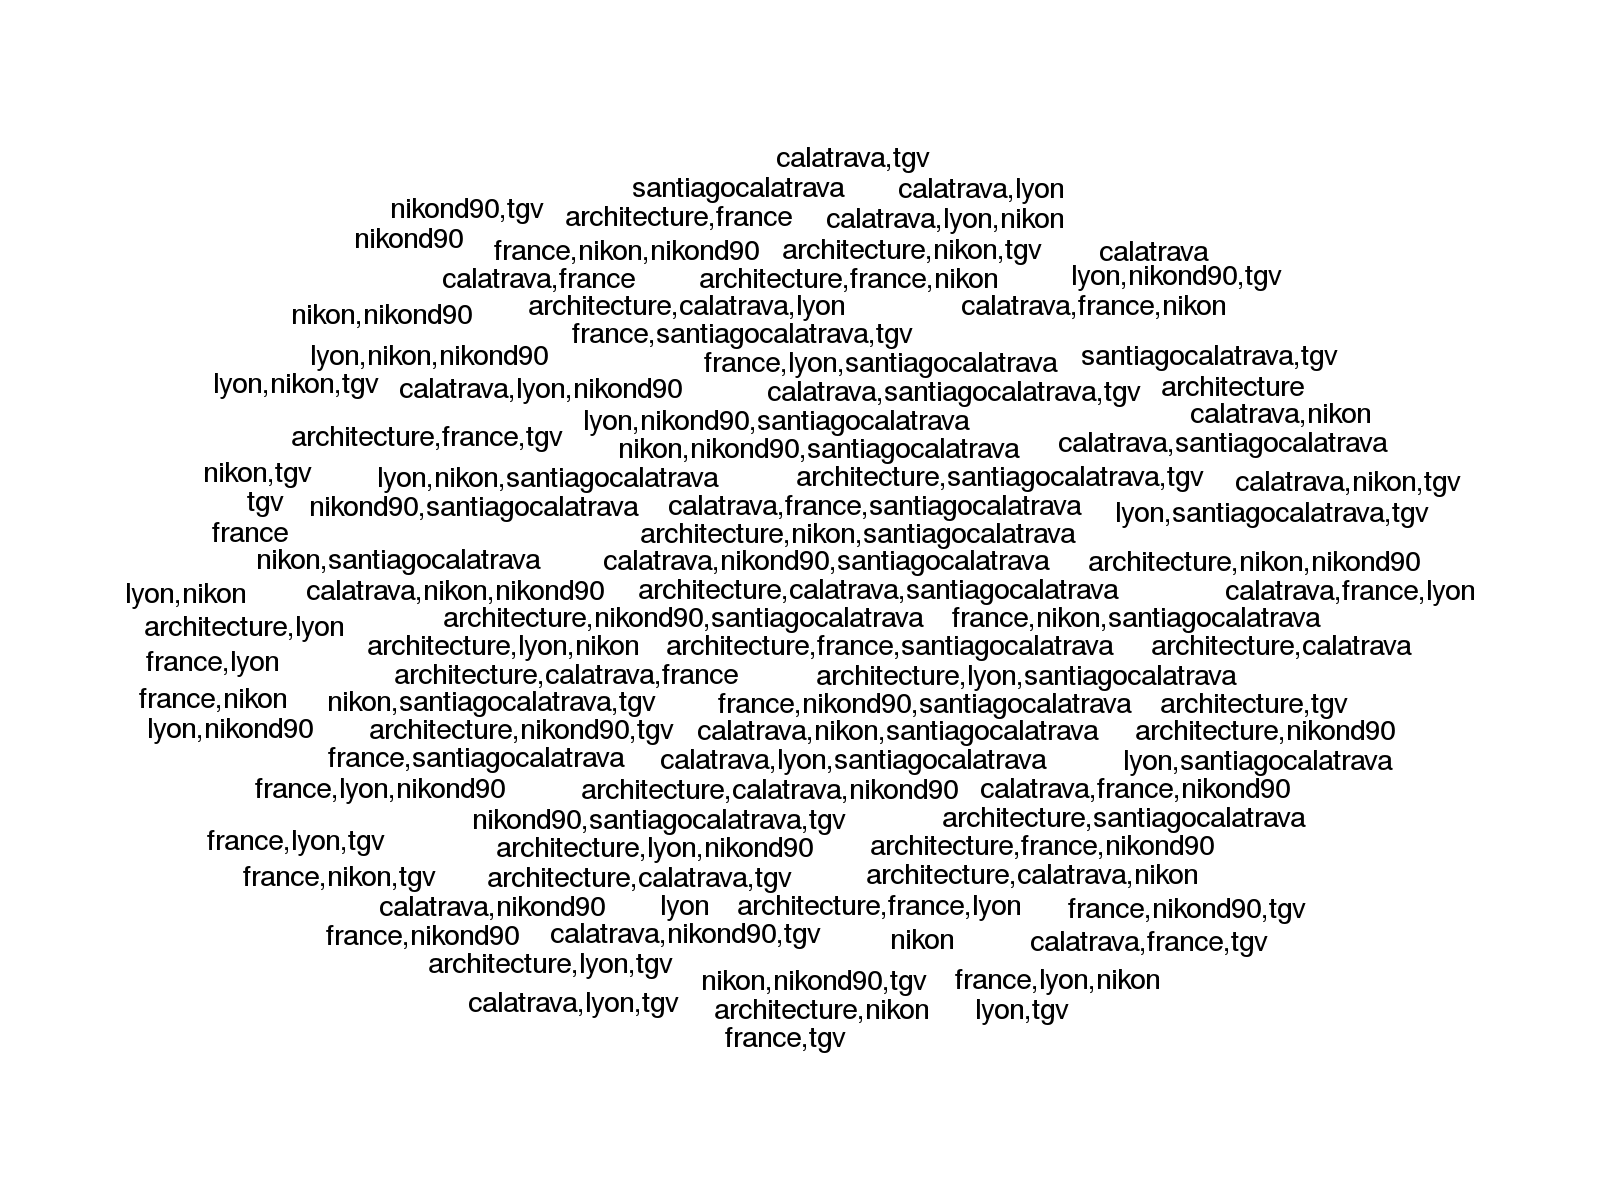 calatrava,tgv
santiagocalatrava calatrava,lyon
nikond90,tgv architecture,france calatrava,lyon,nikon
nikond90 france,nikon,nikond90 architecture,nikon,tgv calatrava
calatrava,france architecture,france,nikon lyon,nikond90,tgv
nikon,nikond90 architecture,calatrava,lyon calatrava,france,nikon
france,santiagocalatrava,tgv
lyon,nikon,nikond90 france,lyon,santiagocalatrava santiagocalatrava,tgv
lyon,nikon,tgv calatrava,lyon,nikond90 calatrava,santiagocalatrava,tgv architecture
lyon,nikond90,santiagocalatrava calatrava,nikon
architecture,france,tgv nikon,nikond90,santiagocalatrava calatrava,santiagocalatrava
nikon,tgv lyon,nikon,santiagocalatrava architecture,santiagocalatrava,tgv calatrava,nikon,tgv
tgv nikond90,santiagocalatrava calatrava,france,santiagocalatrava lyon,santiagocalatrava,tgv
france architecture,nikon,santiagocalatrava
nikon,santiagocalatrava calatrava,nikond90,santiagocalatrava architecture,nikon,nikond90
lyon,nikon calatrava,nikon,nikond90 architecture,calatrava,santiagocalatrava calatrava,france,lyon
architecture,lyon architecture,nikond90,santiagocalatrava france,nikon,santiagocalatrava
architecture,lyon,nikon architecture,france,santiagocalatrava architecture,calatrava
france,lyon architecture,calatrava,france architecture,lyon,santiagocalatrava
france,nikon nikon,santiagocalatrava,tgv france,nikond90,santiagocalatrava architecture,tgv
lyon,nikond90 architecture,nikond90,tgv calatrava,nikon,santiagocalatrava architecture,nikond90
france,santiagocalatrava calatrava,lyon,santiagocalatrava lyon,santiagocalatrava
france,lyon,nikond90 architecture,calatrava,nikond90 calatrava,france,nikond90
nikond90,santiagocalatrava,tgv architecture,santiagocalatrava
france,lyon,tgv architecture,lyon,nikond90 architecture,france,nikond90
france,nikon,tgv architecture,calatrava,tgv architecture,calatrava,nikon
calatrava,nikond90 lyon architecture,france,lyon france,nikond90,tgv
france,nikond90 calatrava,nikond90,tgv nikon calatrava,france,tgv
architecture,lyon,tgv
nikon,nikond90,tgv france,lyon,nikon
calatrava,lyon,tgv architecture,nikon lyon,tgv
france,tgv